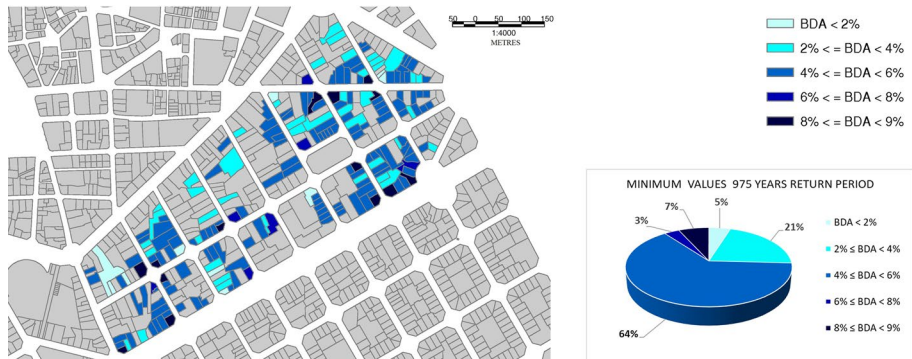 50 0 50 100 150
1:4000
METRES
BDA < 2%
2% < = BDA < 4%
4% < = BDA < 6%
6% < = BDA < 8%
8% < = BDA < 9%
MINIMUM VALUES 975 YEARS RETURN PERIOD
7%
5%
3%
21%
64%
BDA < 2%
2% ≤ BDA < 4%
4% ≤ BDA < 6%
6% ≤ BDA < 8%
8% ≤ BDA < 9%